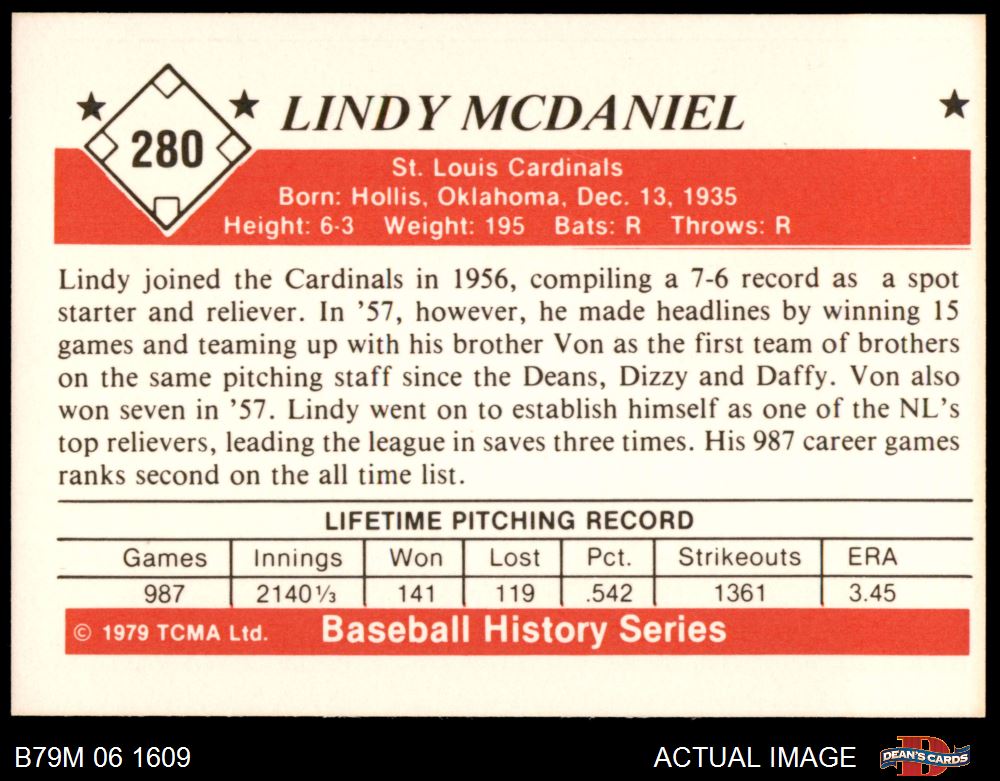 280
LINDY MCDANIEL
St. Louis Cardinals
Born: Hollis, Oklahoma, Dec. 13, 1935
Height: 6-3 Weight: 195 Bats: R Throws: R
Lindy joined the Cardinals in 1956, compiling a 7-6 record as a spot
starter and reliever. In ’57, however, he made headlines by winning 15
games and teaming up with his brother Von as the first team of brothers
on the same pitching staff since the Deans, Dizzy and Daffy. Von also
won seven in ’57. Lindy went on to establish himself as one of the NL’s
top relievers, leading the league in saves three times. His 987 career games
ranks second on the all time list.
LIFETIME PITCHING RECORD
Games Innings Won Lost Pct. Strikeouts ERA
987 2140⅓ 141 119 .542 1361 3.45
© 1979 TCMA Ltd. Baseball History Series
B79M 06 1609 ACTUAL IMAGE DEAN'S CARDS